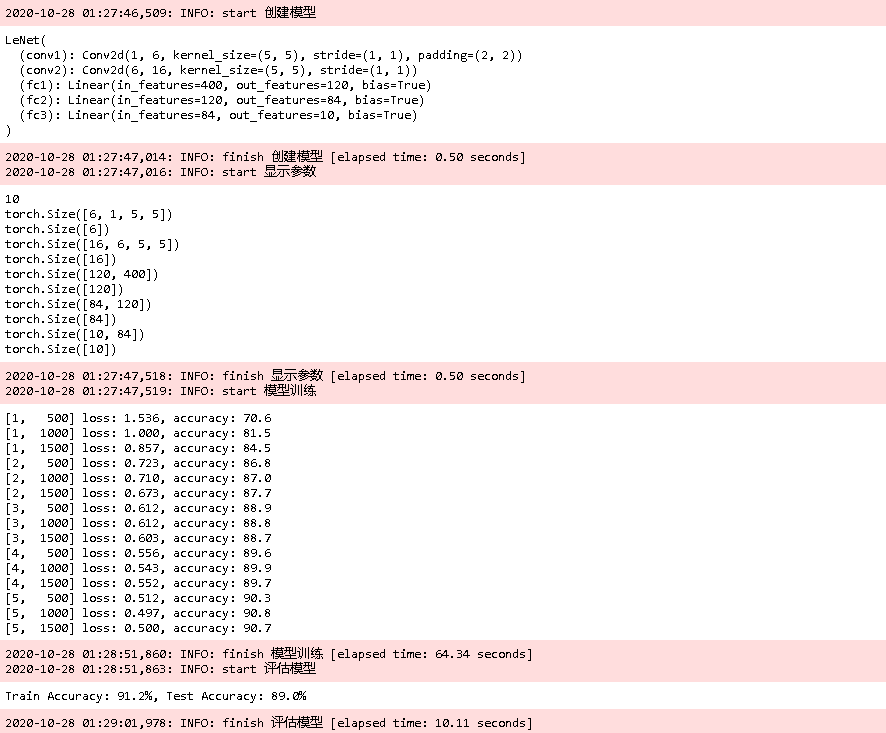 2020-10-28 01:27:46,509: INFO: start 创建模型
LeNet(
  (conv1): Conv2d(1, 6, kernel_size=(5, 5), stride=(1, 1), padding=(2, 2))
  (conv2): Conv2d(6, 16, kernel_size=(5, 5), stride=(1, 1))
  (fc1): Linear(in_features=400, out_features=120, bias=True)
  (fc2): Linear(in_features=120, out_features=84, bias=True)
  (fc3): Linear(in_features=84, out_features=10, bias=True)
)
2020-10-28 01:27:47,014: INFO: finish 创建模型 [elapsed time: 0.50 seconds]
2020-10-28 01:27:47,016: INFO: start 显示参数
10
torch.Size([6, 1, 5, 5])
torch.Size([6])
torch.Size([16, 6, 5, 5])
torch.Size([16])
torch.Size([120, 400])
torch.Size([120])
torch.Size([84, 120])
torch.Size([84])
torch.Size([10, 84])
torch.Size([10])
2020-10-28 01:27:47,518: INFO: finish 显示参数 [elapsed time: 0.50 seconds]
2020-10-28 01:27:47,519: INFO: start 模型训练
[1,   500] loss: 1.536, accuracy: 70.6
[1,  1000] loss: 1.000, accuracy: 81.5
[1,  1500] loss: 0.857, accuracy: 84.5
[2,   500] loss: 0.723, accuracy: 86.8
[2,  1000] loss: 0.710, accuracy: 87.0
[2,  1500] loss: 0.673, accuracy: 87.7
[3,   500] loss: 0.612, accuracy: 88.9
[3,  1000] loss: 0.612, accuracy: 88.8
[3,  1500] loss: 0.603, accuracy: 88.7
[4,   500] loss: 0.556, accuracy: 89.6
[4,  1000] loss: 0.543, accuracy: 89.9
[4,  1500] loss: 0.552, accuracy: 89.7
[5,   500] loss: 0.512, accuracy: 90.3
[5,  1000] loss: 0.497, accuracy: 90.8
[5,  1500] loss: 0.500, accuracy: 90.7
2020-10-28 01:28:51,860: INFO: finish 模型训练 [elapsed time: 64.34 seconds]
2020-10-28 01:28:51,863: INFO: start 评估模型
Train Accuracy: 91.2%, Test Accuracy: 89.0%
2020-10-28 01:29:01,978: INFO: finish 评估模型 [elapsed time: 10.11 seconds]